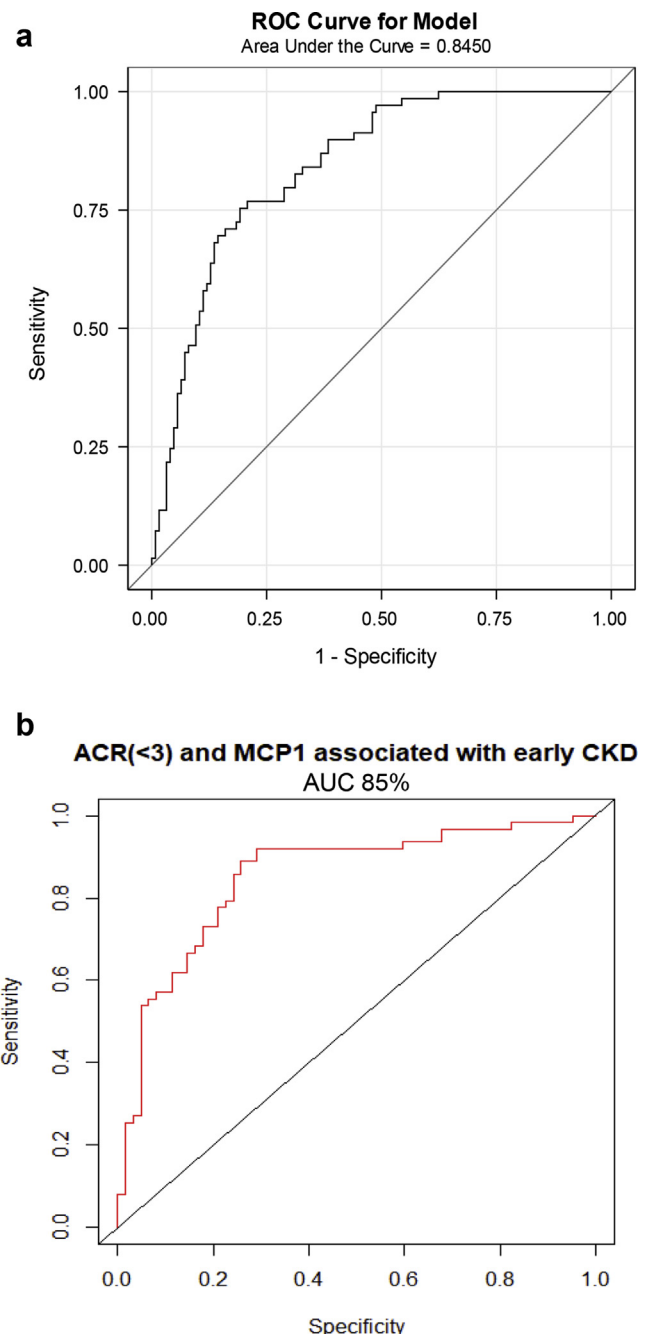 a
ROC Curve for Model
Area Under the Curve = 0.8450
1.00
0.75
0.50
0.25
0.00
Sensitivity
0.00 0.25 0.50 0.75 1.00
1 - Specificity
b
ACR(<3) and MCP1 associated with early CKD
AUC 85%
1.0
0.8
0.6
0.4
0.2
0.0
Sensitivity
0.0 0.2 0.4 0.6 0.8 1.0
Specificity